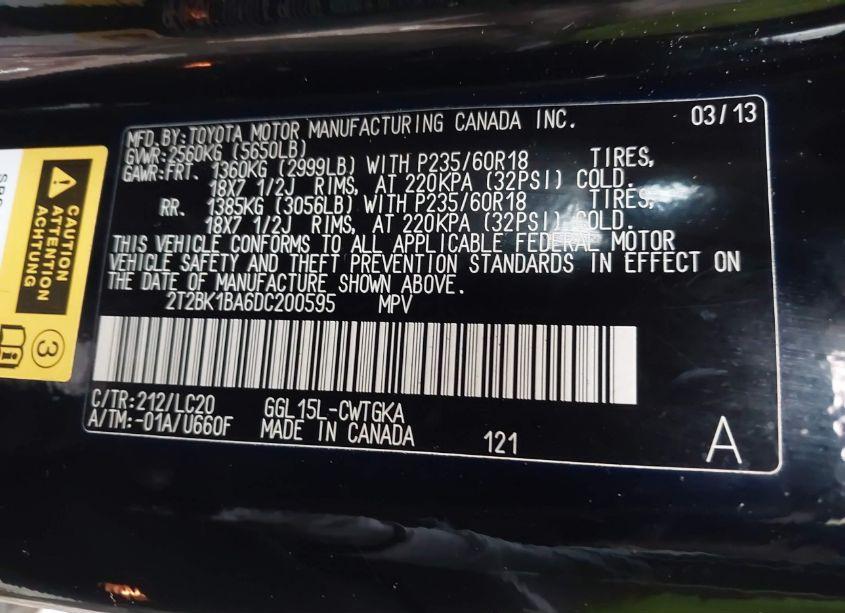 MFD. BY: TOYOTA MOTOR MANUFACTURING CANADA INC. 03/13
GVWR: 2560KG (5650LB)
GAWR: FRT. 1360KG (2999LB) WITH P235/60R18 TIRES,
18X7 1/2J RIMS, AT 220KPA (32PSI) COLD.
RR. 1385KG (3056LB) WITH P235/60R18 TIRES,
18X7 1/2J RIMS, AT 220KPA (32PSI) COLD.
THIS VEHICLE CONFORMS TO ALL APPLICABLE FEDERAL MOTOR
VEHICLE SAFETY AND THEFT PREVENTION STANDARDS IN EFFECT ON
THE DATE OF MANUFACTURE SHOWN ABOVE.
2T2BK1BA6DC200595 MPV
C/TR: 212/LC20 GGL15L-CWTGKA
A/TM: -01A/U660F MADE IN CANADA 121 A
CAUTION
ATTENTION
ACHTUNG
3